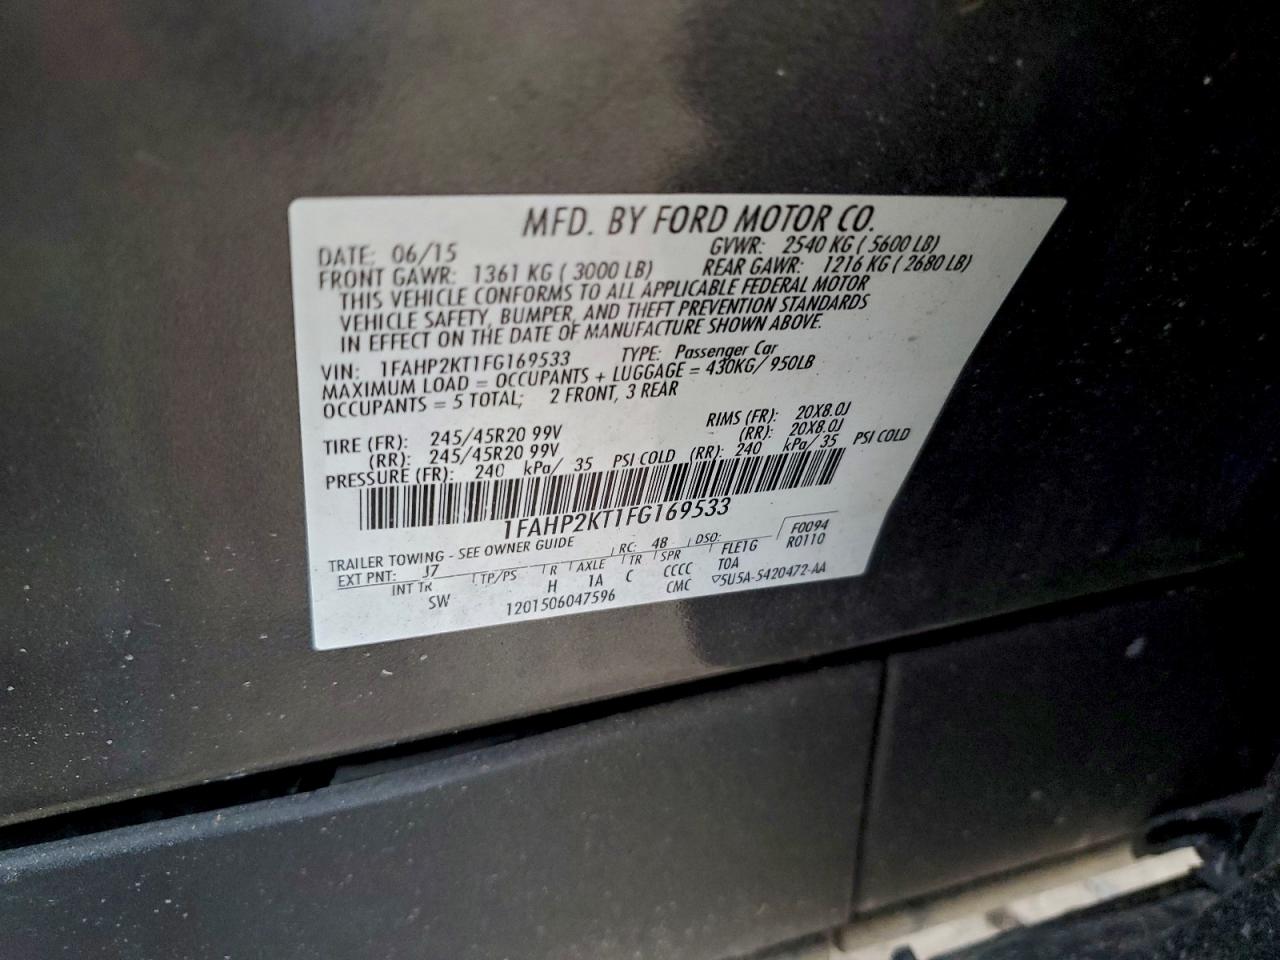 MFD. BY FORD MOTOR CO.
DATE: 06/15 GVWR: 2540 KG ( 5600 LB)
FRONT GAWR: 1361 KG ( 3000 LB) REAR GAWR: 1216 KG ( 2680 LB)
THIS VEHICLE CONFORMS TO ALL APPLICABLE FEDERAL MOTOR
VEHICLE SAFETY, BUMPER, AND THEFT PREVENTION STANDARDS
IN EFFECT ON THE DATE OF MANUFACTURE SHOWN ABOVE.
VIN: 1FAHP2KT1FG169533 TYPE: Passenger Car
MAXIMUM LOAD = OCCUPANTS + LUGGAGE = 430KG/ 950LB
OCCUPANTS = 5 TOTAL; 2 FRONT, 3 REAR
TIRE (FR): 245/45R20 99V RIMS (FR): 20X8.0J
(RR): 245/45R20 99V (RR): 20X8.0J
PRESSURE (FR): 240 kPa/ 35 PSI COLD (RR): 240 kPa/ 35 PSI COLD
1FAHP2KT1FG169533
TRAILER TOWING - SEE OWNER GUIDE F0094
EXT PNT: J7 RC: 48 DSO: FLE1G R0110
INT TR TP/PS R AXLE TR SPR TOA
SW H 1A C CCCC ▽5U5A-5420472-AA
1201506047596 CMC